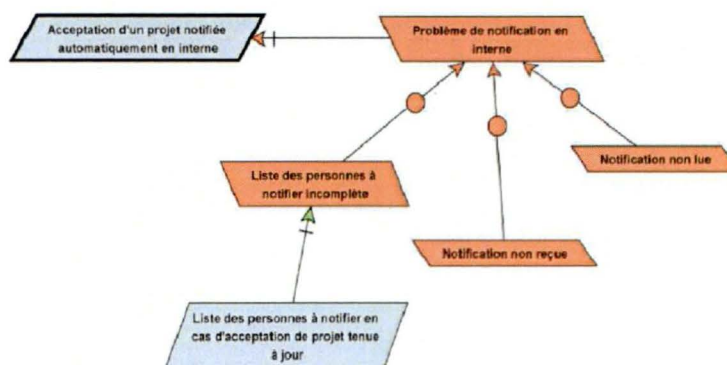 Acceptation d'un projet notifiée
automatiquement en interne
Problème de notification en
interne
Liste des personnes à
notifier incomplète
Notification non lue
Notification non reçue
Liste des personnes à notifier en
cas d'acceptation de projet tenue
à jour